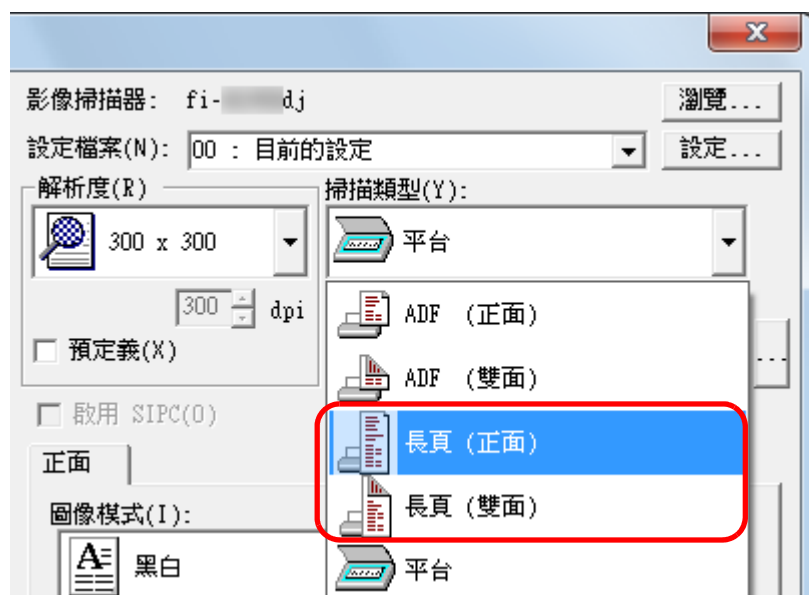 影像掃描器: fi- dj
瀏覽...
設定檔案(N): 00 : 目前的設定
設定...
解析度(R)
掃描類型(Y):
300 x 300
平台
300 dpi
ADF (正面)
預定義(X)
...
ADF (雙面)
啟用 SIPC(O)
長頁 (正面)
正面
長頁 (雙面)
圖像模式(I):
黑白
平台